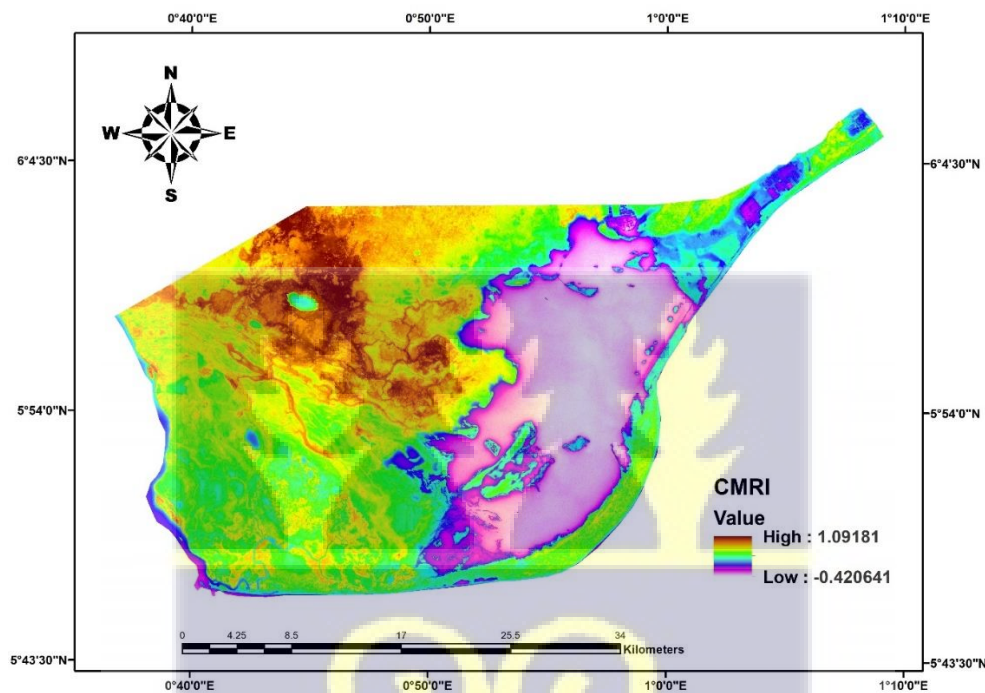 0°40'0"E 0°50'0"E 1°0'0"E 1°10'0"E
N
W E
S
6°4'30"N 6°4'30"N
5°54'0"N 5°54'0"N
CMRI
Value
High : 1.09181
Low : -0.420641
0 4.25 8.5 17 25.5 34
Kilometers
5°43'30"N 5°43'30"N
0°40'0"E 0°50'0"E 1°0'0"E 1°10'0"E